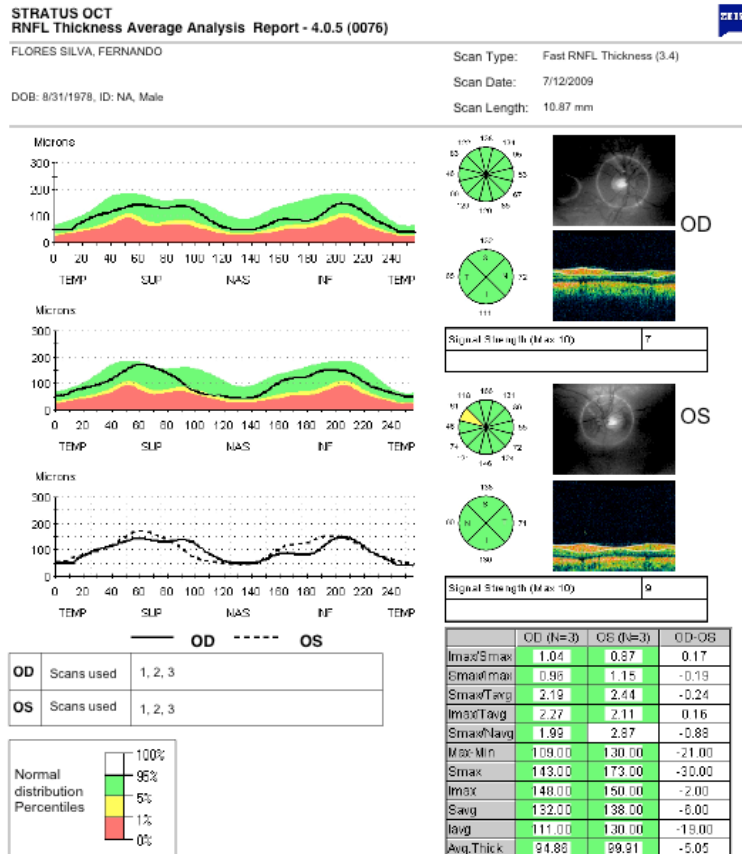 STRATUS OCT
RNFL Thickness Average Analysis Report - 4.0.5 (0076)
FLORES SILVA, FERNANDO
DOB: 8/31/1978, ID: NA, Male
Scan Type: Fast RNFL Thickness (3.4)
Scan Date: 7/12/2009
Scan Length: 10.87 mm
Microns
300
200
100
0
0 20 40 60 80 100 120 140 160 180 200 220 240
TEMP SUP NAS INF TEMP
132
S
T
72
I
111
OD
Signal Strength (Max 10) 7
Microns
300
200
100
0
0 20 40 60 80 100 120 140 160 180 200 220 240
TEMP SUP NAS INF TEMP
S
N
71
I
OS
Signal Strength (Max 10) 9
Microns
300
200
100
0
0 20 40 60 80 100 120 140 160 180 200 220 240
TEMP SUP NAS INF TEMP
OD OS
OD Scans used 1, 2, 3
OS Scans used 1, 2, 3
Normal distribution Percentiles
100%
95%
5%
1%
0%
OD (N=3) OS (N=3) OD-OS
Imax/Smax 1.04 0.87 0.17
Smax/Imax 0.96 1.15 -0.19
Smax/Tavg 2.19 2.44 -0.24
Imax/Tavg 2.27 2.11 0.16
Smax/Navg 1.99 2.87 -0.88
Max-Min 109.00 130.00 -21.00
Smax 143.00 173.00 -30.00
Imax 148.00 150.00 -2.00
Savg 132.00 138.00 -6.00
Iavg 111.00 130.00 -19.00
Avg.Thick 94.86 99.91 -5.05